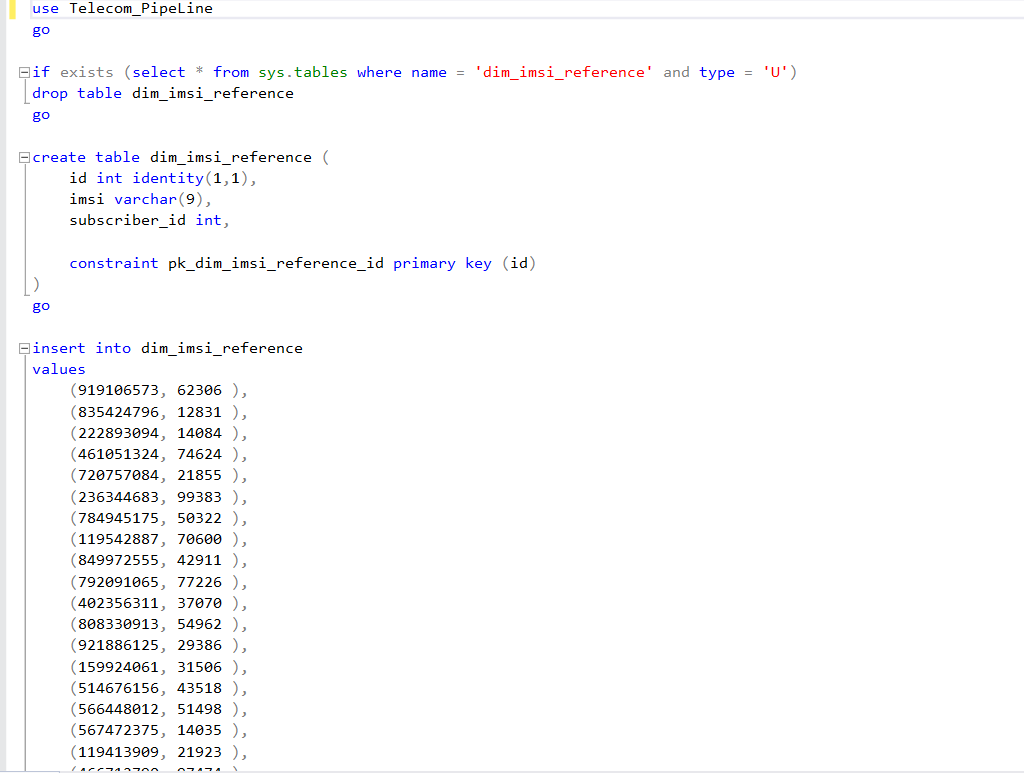 use Telecom_PipeLine
go
if exists (select * from sys.tables where name = 'dim_imsi_reference' and type = 'U')
drop table dim_imsi_reference
go
create table dim_imsi_reference (
id int identity(1,1),
imsi varchar(9),
subscriber_id int,
constraint pk_dim_imsi_reference_id primary key (id)
)
go
insert into dim_imsi_reference
values
(919106573, 62306 ),
(835424796, 12831 ),
(222893094, 14084 ),
(461051324, 74624 ),
(720757084, 21855 ),
(236344683, 99383 ),
(784945175, 50322 ),
(119542887, 70600 ),
(849972555, 42911 ),
(792091065, 77226 ),
(402356311, 37070 ),
(808330913, 54962 ),
(921886125, 29386 ),
(159924061, 31506 ),
(514676156, 43518 ),
(566448012, 51498 ),
(567472375, 14035 ),
(119413909, 21923 ),